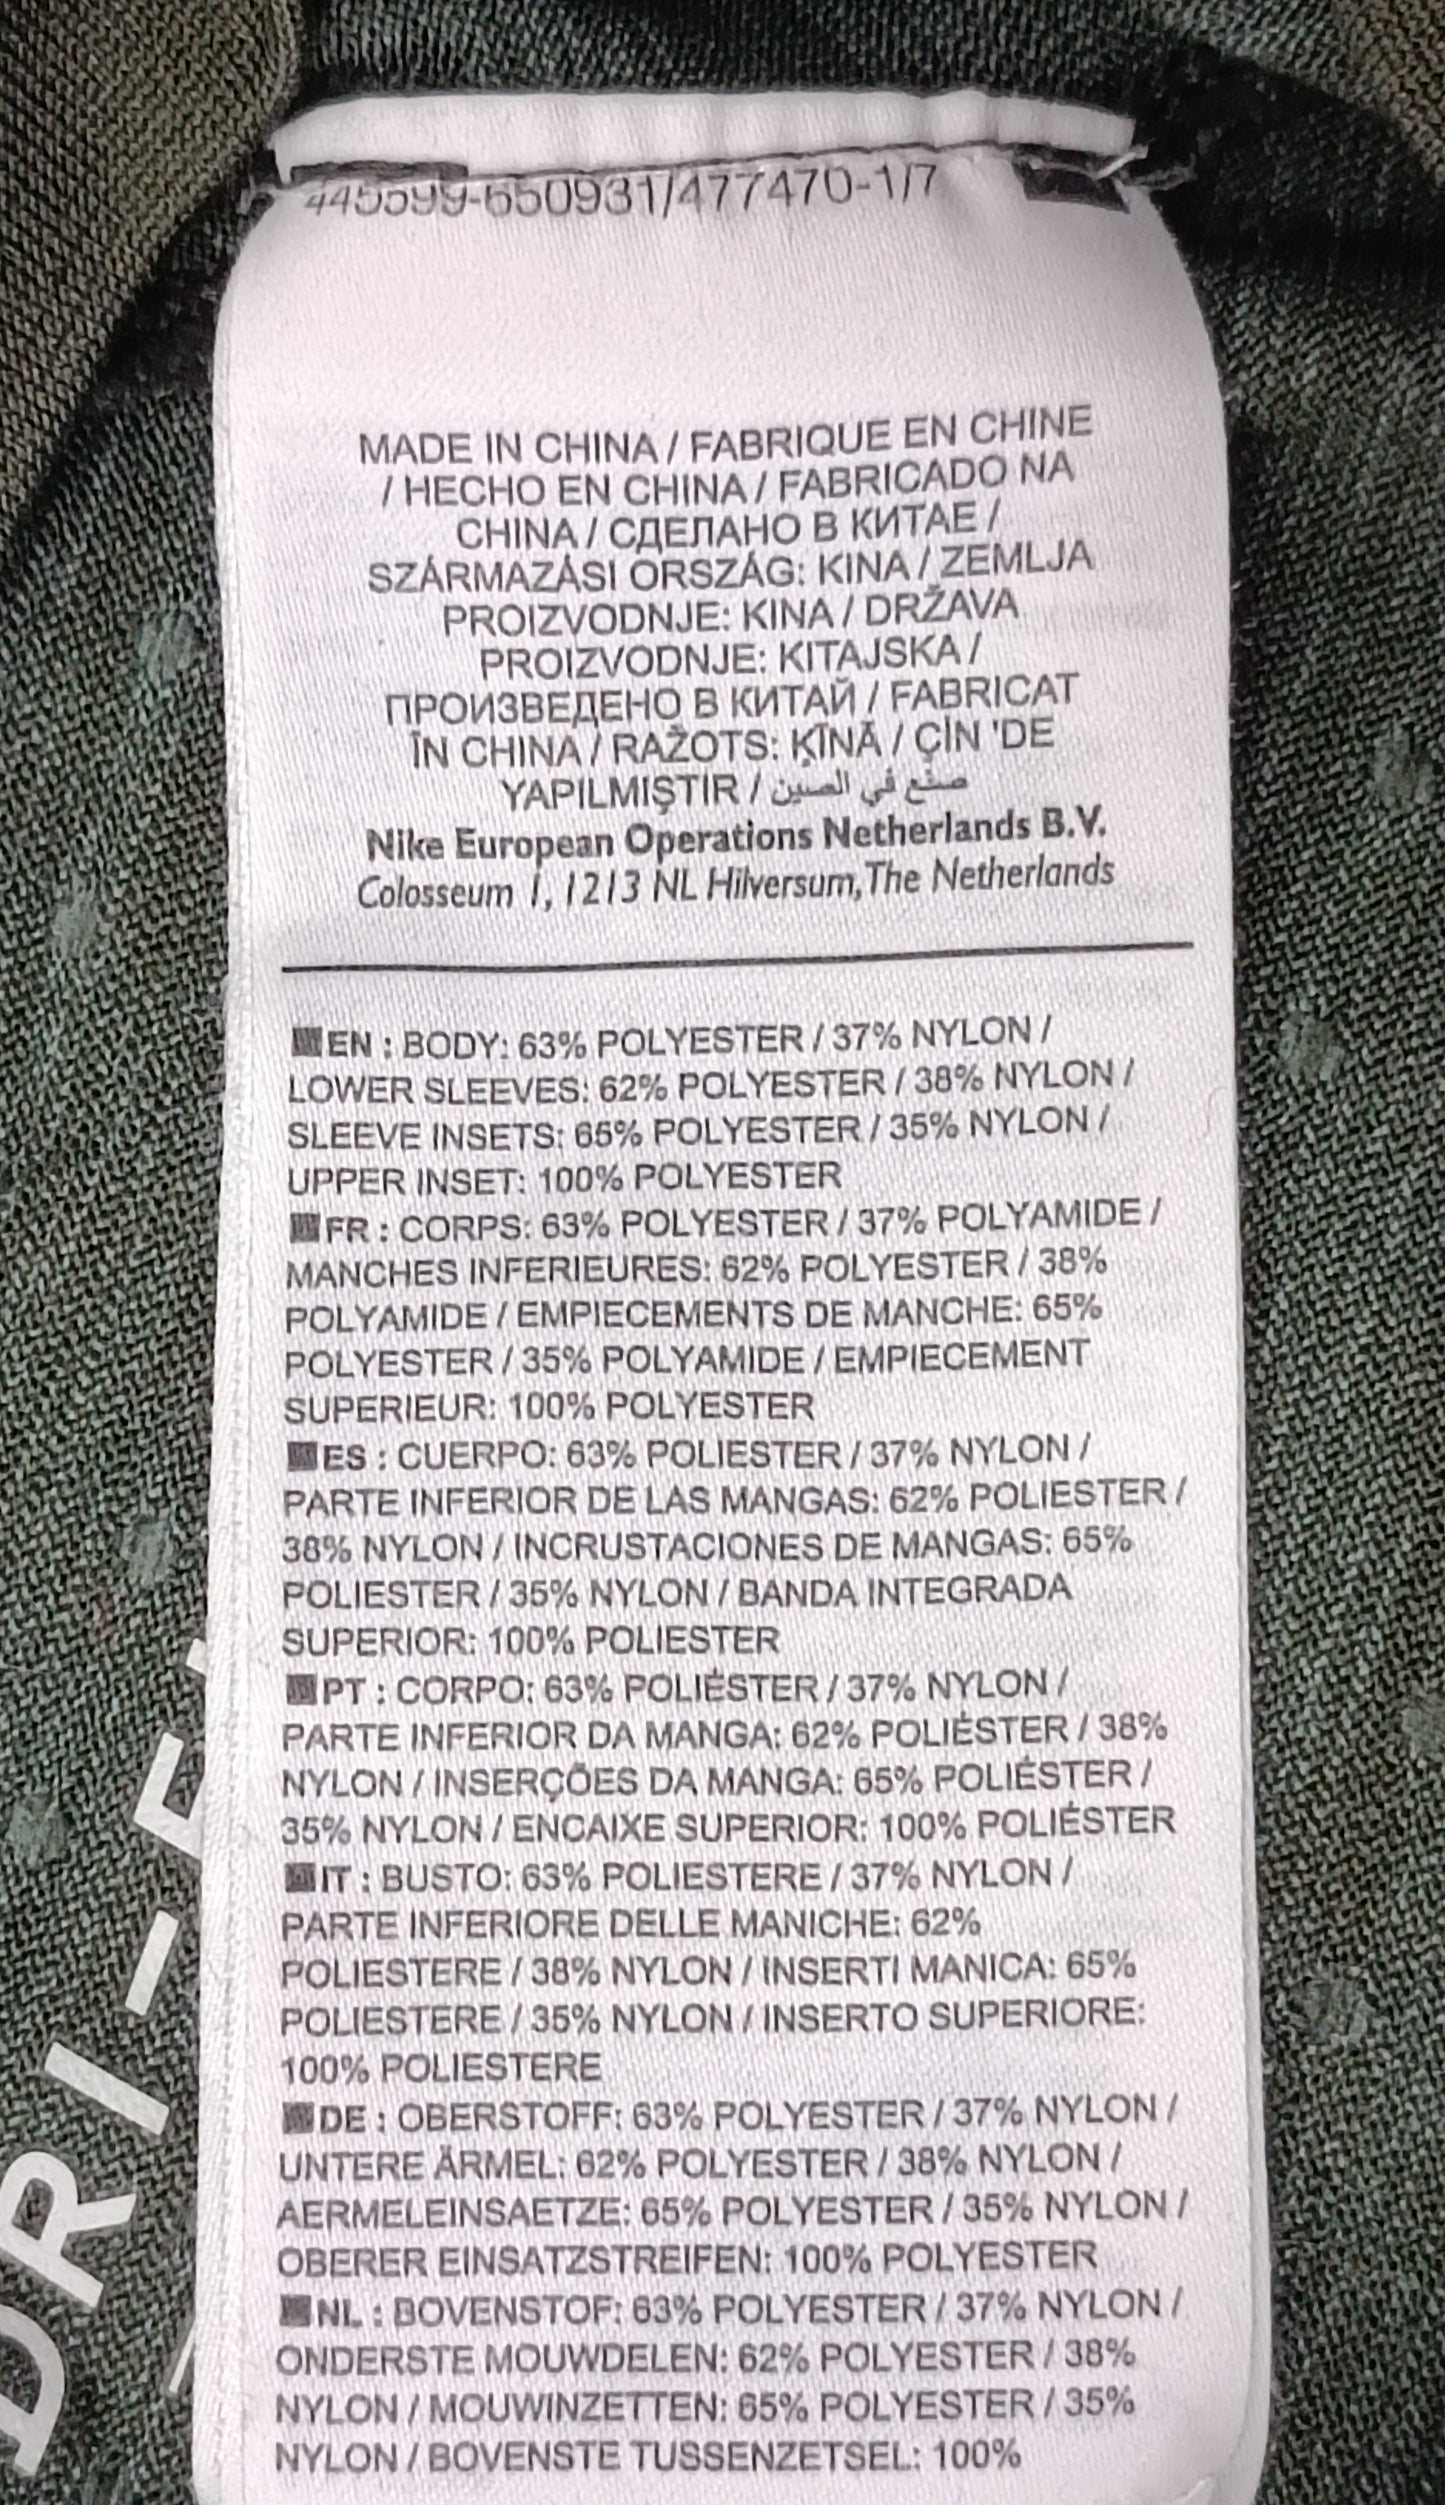 445599-650931/477470-1/7
MADE IN CHINA / FABRIQUE EN CHINE
/ HECHO EN CHINA / FABRICADO NA
CHINA / СДЕЛАНО В КИТАЕ /
SZÁRMAZÁSI ORSZÁG: KINA / ZEMLJA
PROIZVODNJE: KINA / DRŽAVA
PROIZVODNJE: KITAJSKA /
ПРОИЗВЕДЕНО В КИТАЙ / FABRICAT
ÎN CHINA / RAŽOTS: ĶĪNĀ / ÇİN 'DE
YAPILMIŞTIR / صنع في الصين
Nike European Operations Netherlands B.V.
Colosseum 1, 1213 NL Hilversum, The Netherlands
EN : BODY: 63% POLYESTER / 37% NYLON /
LOWER SLEEVES: 62% POLYESTER / 38% NYLON /
SLEEVE INSETS: 65% POLYESTER / 35% NYLON /
UPPER INSET: 100% POLYESTER
FR : CORPS: 63% POLYESTER / 37% POLYAMIDE /
MANCHES INFERIEURES: 62% POLYESTER / 38%
POLYAMIDE / EMPIECEMENTS DE MANCHE: 65%
POLYESTER / 35% POLYAMIDE / EMPIECEMENT
SUPERIEUR: 100% POLYESTER
ES : CUERPO: 63% POLIESTER / 37% NYLON /
PARTE INFERIOR DE LAS MANGAS: 62% POLIESTER /
38% NYLON / INCRUSTACIONES DE MANGAS: 65%
POLIESTER / 35% NYLON / BANDA INTEGRADA
SUPERIOR: 100% POLIESTER
PT : CORPO: 63% POLIÉSTER / 37% NYLON /
PARTE INFERIOR DA MANGA: 62% POLIÉSTER / 38%
NYLON / INSERÇÕES DA MANGA: 65% POLIÉSTER /
35% NYLON / ENCAIXE SUPERIOR: 100% POLIÉSTER
IT : BUSTO: 63% POLIESTERE / 37% NYLON /
PARTE INFERIORE DELLE MANICHE: 62%
POLIESTERE / 38% NYLON / INSERTI MANICA: 65%
POLIESTERE / 35% NYLON / INSERTO SUPERIORE:
100% POLIESTERE
DE : OBERSTOFF: 63% POLYESTER / 37% NYLON /
UNTERE ÄRMEL: 62% POLYESTER / 38% NYLON /
AERMELEINSAETZE: 65% POLYESTER / 35% NYLON /
OBERER EINSATZSTREIFEN: 100% POLYESTER
NL : BOVENSTOF: 63% POLYESTER / 37% NYLON /
ONDERSTE MOUWDELEN: 62% POLYESTER / 38%
NYLON / MOUWINZETTEN: 65% POLYESTER / 35%
NYLON / BOVENSTE TUSSENZETSEL: 100%
DRI-F